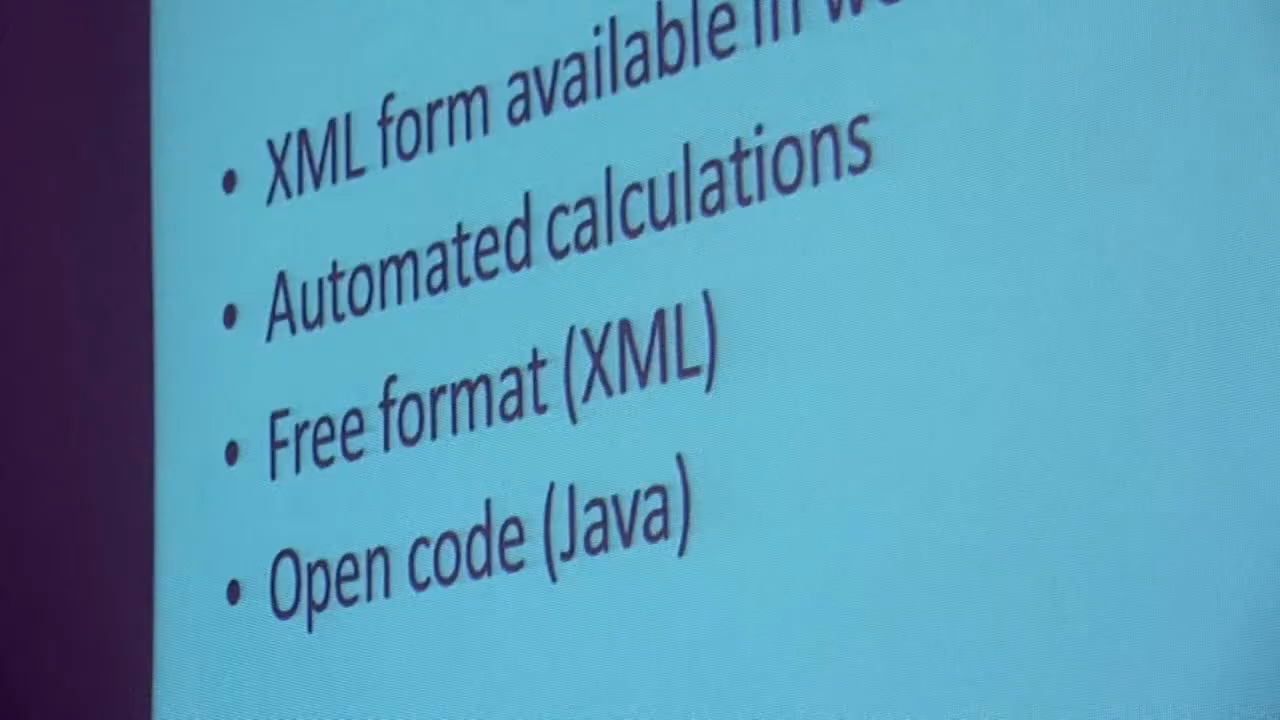 • XML form available in
• Automated calculations
• Free format (XML)
• Open code (Java)